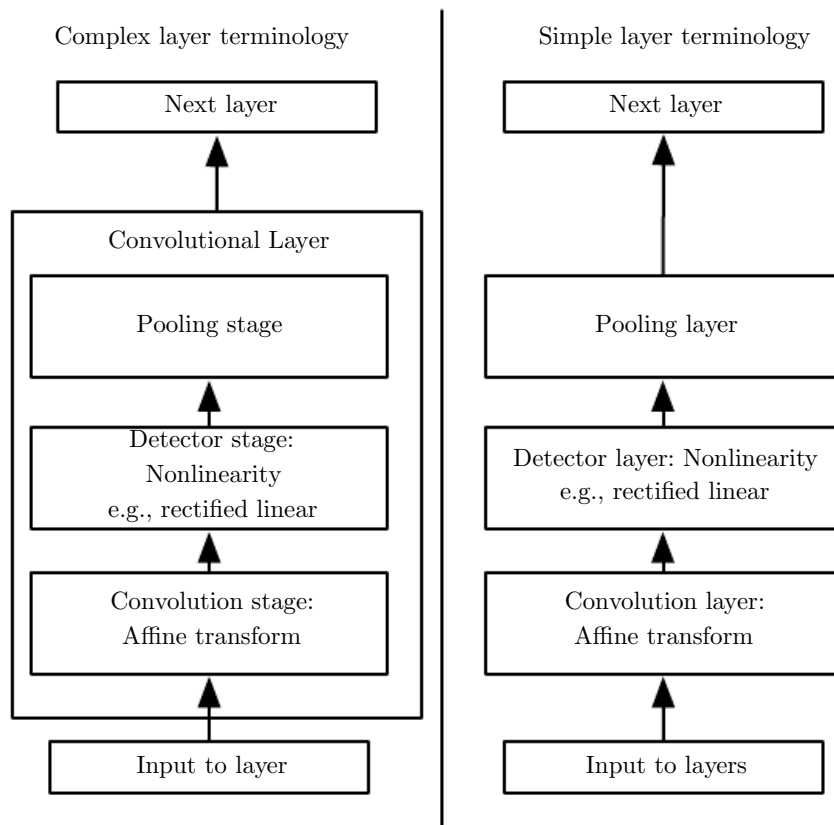 Complex layer terminology
Next layer
Convolutional Layer
Pooling stage
Detector stage:
Nonlinearity
e.g., rectified linear
Convolution stage:
Affine transform
Input to layer
Simple layer terminology
Next layer
Pooling layer
Detector layer: Nonlinearity
e.g., rectified linear
Convolution layer:
Affine transform
Input to layers